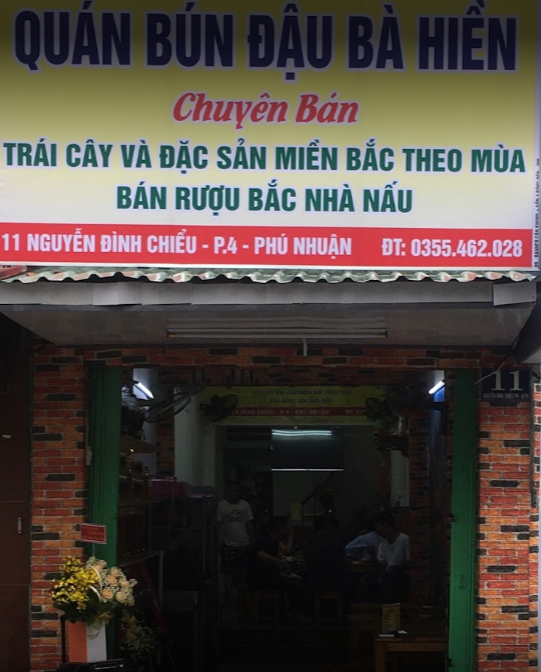 QUÁN BÚN ĐẬU BÀ HIỀN
Chuyên Bán
TRÁI CÂY VÀ ĐẶC SẢN MIỀN BẮC THEO MÙA
BÁN RƯỢU BẮC NHÀ NẤU
11 NGUYỄN ĐÌNH CHIỂU - P.4 - PHÚ NHUẬN ĐT: 0355.462.028
11